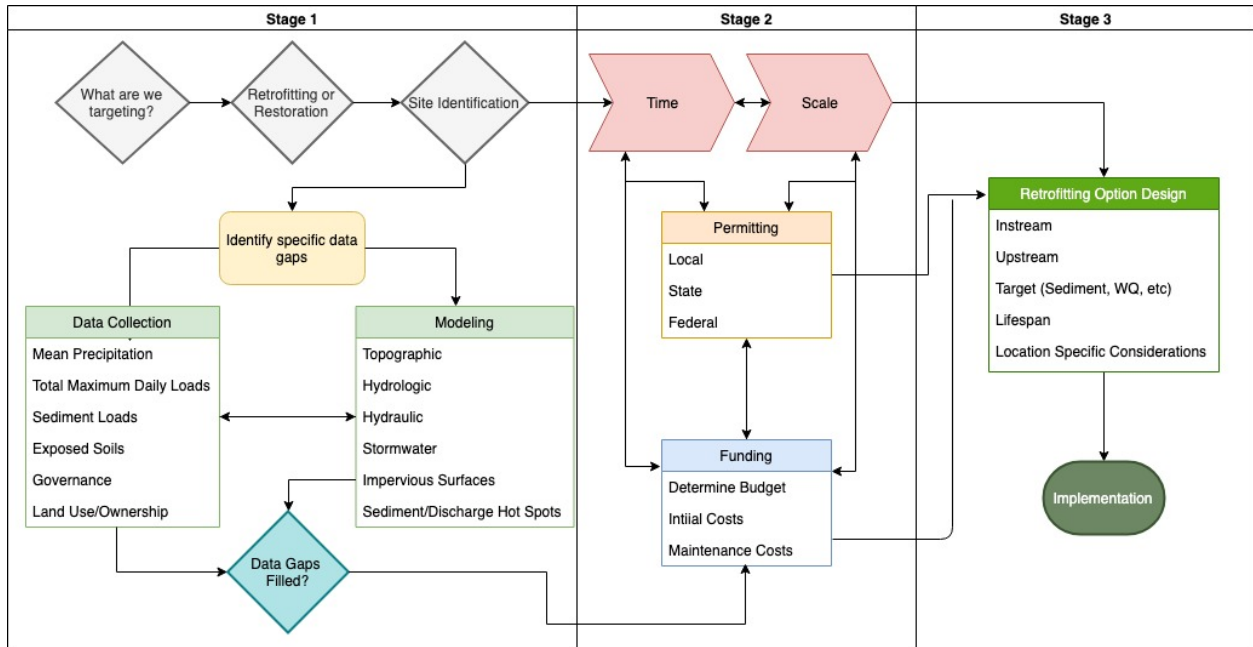 Stage 1
Stage 2
Stage 3
What are we
targeting?
Retrofitting or
Restoration
Site Identification
Time
Scale
Identify specific data
gaps
Data Collection
Mean Precipitation
Total Maximum Daily Loads
Sediment Loads
Exposed Soils
Governance
Land Use/Ownership
Modeling
Topographic
Hydrologic
Hydraulic
Stormwater
Impervious Surfaces
Sediment/Discharge Hot Spots
Data Gaps
Filled?
Permitting
Local
State
Federal
Funding
Determine Budget
Intiial Costs
Maintenance Costs
Retrofitting Option Design
Instream
Upstream
Target (Sediment, WQ, etc)
Lifespan
Location Specific Considerations
Implementation